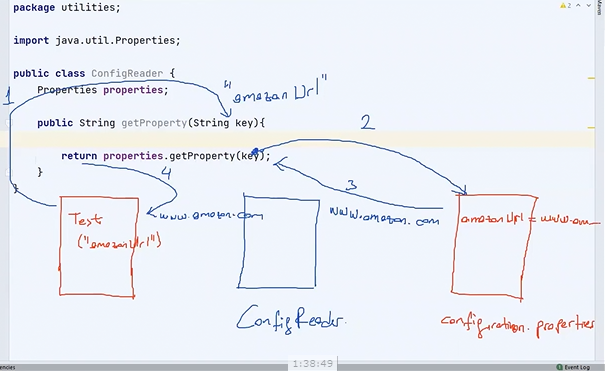 package utilities;
import java.util.Properties;
public class ConfigReader {
Properties properties;
"amazonUrl"
public String getProperty(String key){
return properties.getProperty(key);
}
}
1
2
3
4
Test
("amazonUrl")
www.amazon.com
www.amazon.com
amazonUrl = www.am
ConfigReader.
configuration.properties
1:38:49
Event Log
2
Maven
encies